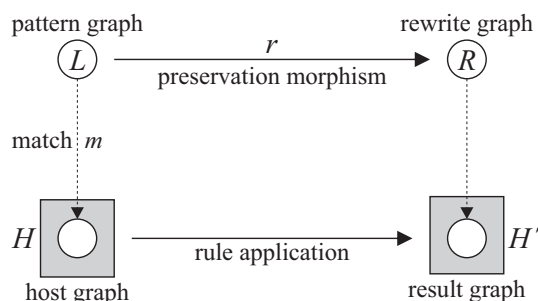 pattern graph
rewrite graph
L
r
R
preservation morphism
match m
H
H'
rule application
host graph
result graph